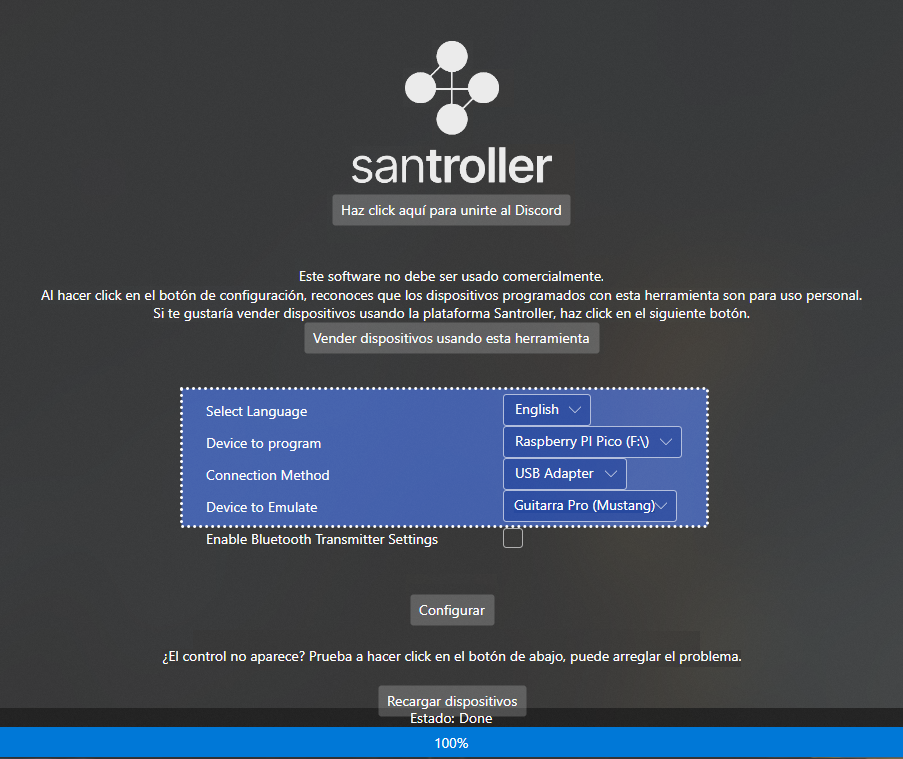 santroller
Haz click aquí para unirte al Discord
Este software no debe ser usado comercialmente.
Al hacer click en el botón de configuración, reconoces que los dispositivos programados con esta herramienta son para uso personal.
Si te gustaría vender dispositivos usando la plataforma Santroller, haz click en el siguiente botón.
Vender dispositivos usando esta herramienta
Select Language English
Device to program Raspberry PI Pico (F:\)
Connection Method USB Adapter
Device to Emulate Guitarra Pro (Mustang)
Enable Bluetooth Transmitter Settings
Configurar
¿El control no aparece? Prueba a hacer click en el botón de abajo, puede arreglar el problema.
Recargar dispositivos
Estado: Done
100%